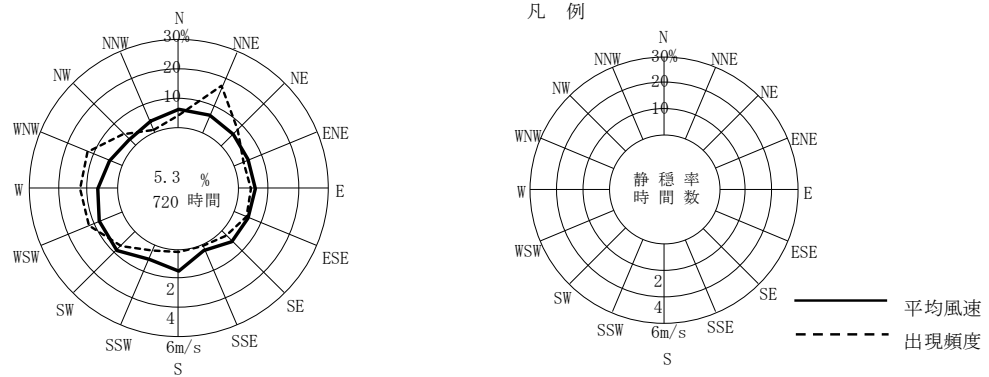 凡 例
N
30%
NNW
NNE
20
NW
NE
10
WNW
ENE
5.3 %
720 時間
W
E
WSW
ESE
2
SW
SE
4
SSW
SSE
6m/s
S
N
30%
NNW
NNE
20
NW
NE
10
WNW
ENE
静 穏 率
時 間 数
W
E
WSW
ESE
2
SW
SE
4
SSW
SSE
6m/s
S
平均風速
出現頻度